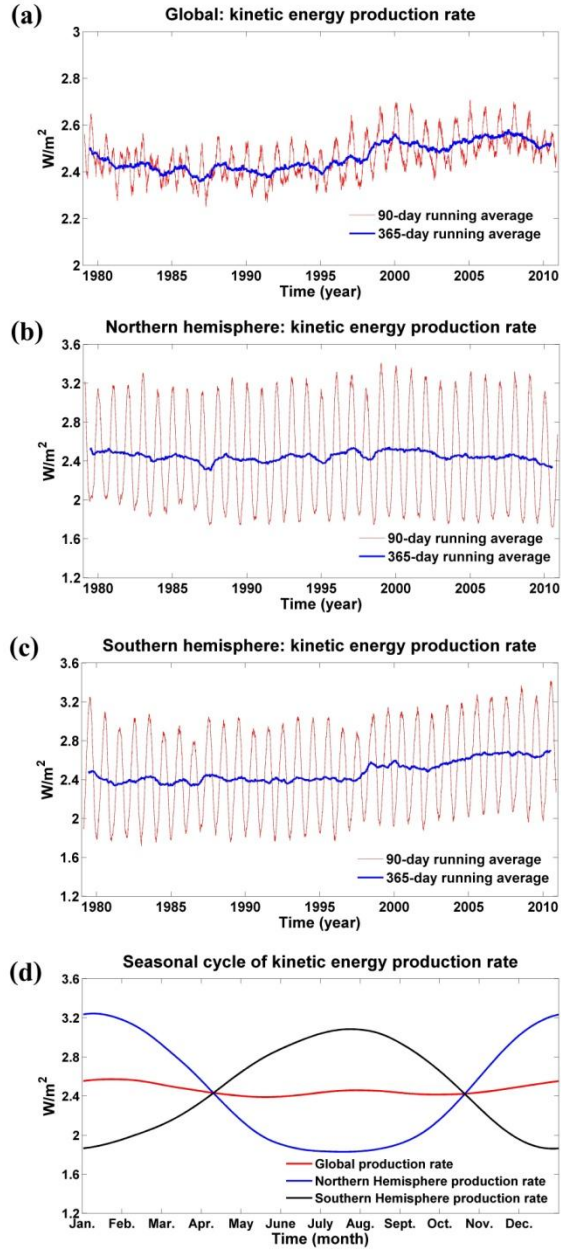 (a)
Global: kinetic energy production rate
3
2.8
2.6
2.4
2.2
2
W/m²
90-day running average
365-day running average
1980 1985 1990 1995 2000 2005 2010
Time (year)
(b)
Northern hemisphere: kinetic energy production rate
3.6
3.2
2.8
2.4
2
1.6
1.2
W/m²
90-day running average
365-day running average
1980 1985 1990 1995 2000 2005 2010
Time (year)
(c)
Southern hemisphere: kinetic energy production rate
3.6
3.2
2.8
2.4
2
1.6
1.2
W/m²
90-day running average
365-day running average
1980 1985 1990 1995 2000 2005 2010
Time (year)
(d)
Seasonal cycle of kinetic energy production rate
3.6
3.2
2.8
2.4
2
1.6
1.2
W/m²
Global production rate
Northern Hemisphere production rate
Southern Hemisphere production rate
Jan. Feb. Mar. Apr. May June July Aug. Sept. Oct. Nov. Dec.
Time (month)